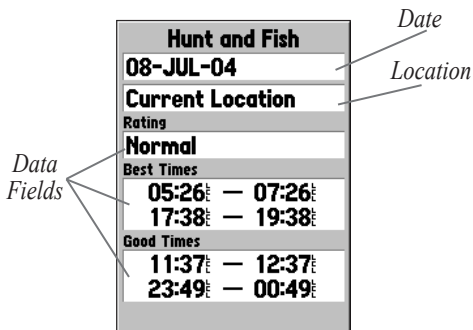 Hunt and Fish
Date
08-JUL-04
Location
Current Location
Rating
Normal
Data
Fields
Best Times
05:26 — 07:26
17:38 — 19:38
Good Times
11:37 — 12:37
23:49 — 00:49